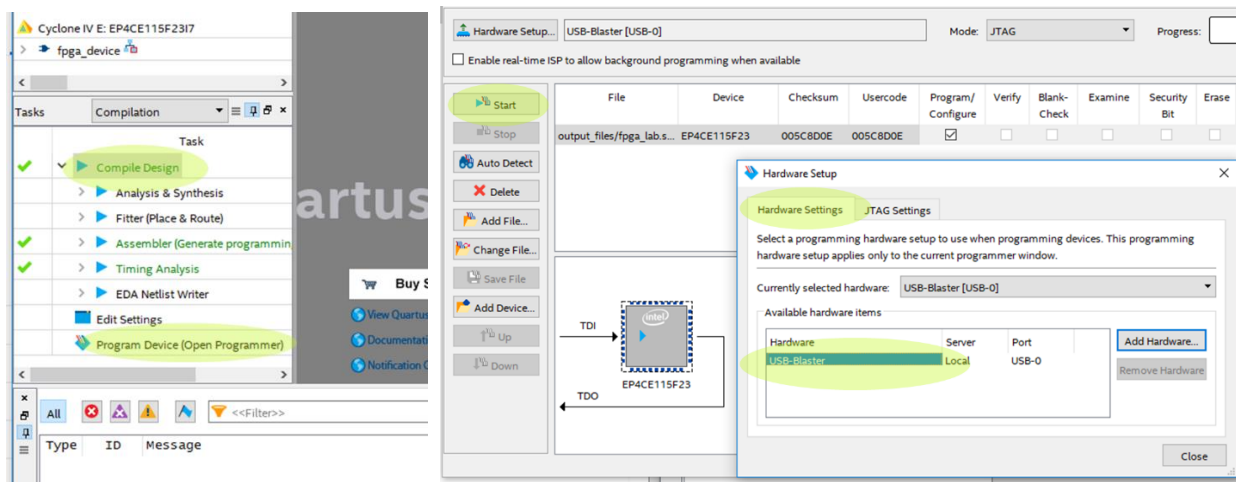 Cyclone IV E: EP4CE115F23I7
fpga_device
Tasks
Compilation
Task
Compile Design
Analysis & Synthesis
Fitter (Place & Route)
Assembler (Generate programmin
Timing Analysis
EDA Netlist Writer
Edit Settings
Program Device (Open Programmer)
artus
Buy S
View Quartus
Documentati
Notification C
All
<<Filter>>
Type ID Message
Hardware Setup...
USB-Blaster [USB-0]
Mode: JTAG
Progress:
Enable real-time ISP to allow background programming when available
Start
Stop
Auto Detect
Delete
Add File...
Change File...
Save File
Add Device...
Up
Down
File Device Checksum Usercode Program/ Verify Blank- Examine Security Erase
Configure Check Bit
output_files/fpga_lab.s... EP4CE115F23 005C8D0E 005C8D0E
TDI
intel
EP4CE115F23
TDO
Hardware Setup
Hardware Settings
JTAG Settings
Select a programming hardware setup to use when programming devices. This programming
hardware setup applies only to the current programmer window.
Currently selected hardware: USB-Blaster [USB-0]
Available hardware items
Hardware Server Port
USB-Blaster Local USB-0
Add Hardware...
Remove Hardware
Close